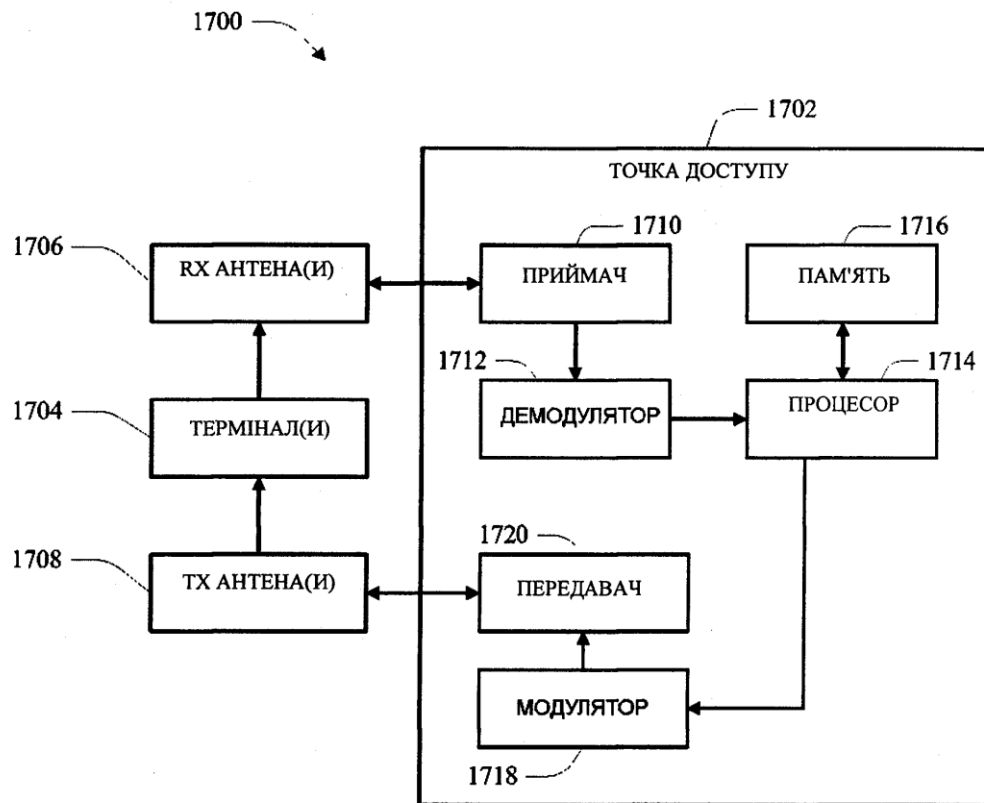 1700
1702
ТОЧКА ДОСТУПУ
1706
1710
1716
RX АНТЕНА(И)
ПРИЙМАЧ
ПАМ'ЯТЬ
1712
1714
1704
ТЕРМІНАЛ(И)
ДЕМОДУЛЯТОР
ПРОЦЕСОР
1708
1720
TX АНТЕНА(И)
ПЕРЕДАВАЧ
МОДУЛЯТОР
1718